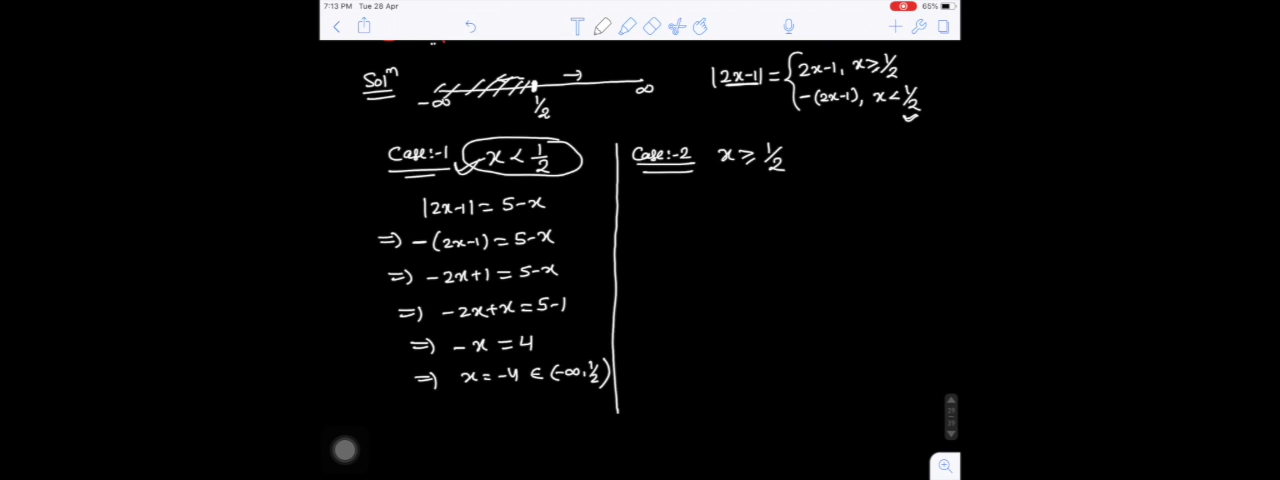 7:13 PM Tue 28 Apr
65%
Solⁿ
-∞ 1/2 ∞
|2x-1| = { 2x-1, x ≥ 1/2
-(2x-1), x < 1/2
Case:-1 x < 1/2
|2x-1| = 5-x
=) -(2x-1) = 5-x
=) -2x+1 = 5-x
=) -2x+x = 5-1
=) -x = 4
=) x = -4 ∈ (-∞, 1/2)
Case:-2 x ≥ 1/2